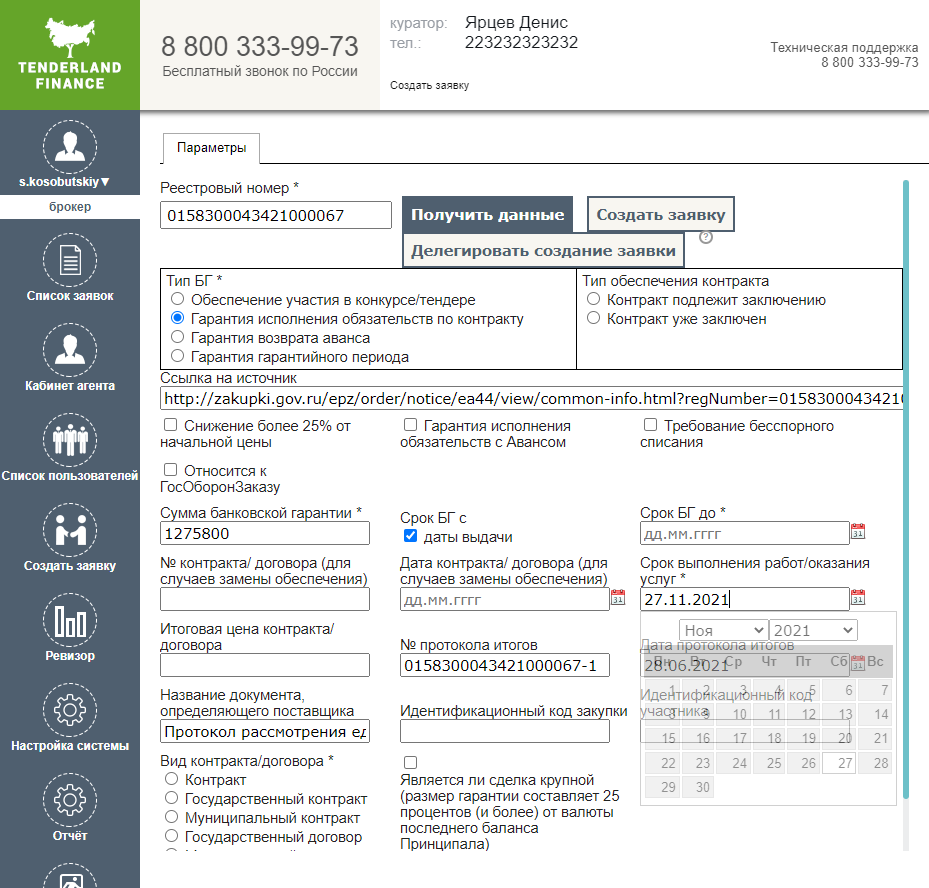 TENDERLAND
FINANCE
8 800 333-99-73
Бесплатный звонок по России
куратор: Ярцев Денис
тел.: 223232323232
Создать заявку
Техническая поддержка
8 800 333-99-73
s.kosobutskiy▼
брокер
Список заявок
Кабинет агента
Список пользователей
Создать заявку
Ревизор
Настройка системы
Отчёт
Параметры
Реестровый номер *
0158300043421000067
Получить данные
Создать заявку
Делегировать создание заявки
?
Тип БГ *
Обеспечение участия в конкурсе/тендере
Гарантия исполнения обязательств по контракту
Гарантия возврата аванса
Гарантия гарантийного периода
Тип обеспечения контракта
Контракт подлежит заключению
Контракт уже заключен
Ссылка на источник
http://zakupki.gov.ru/epz/order/notice/ea44/view/common-info.html?regNumber=01583000434210
Снижение более 25% от
начальной цены
Гарантия исполнения
обязательств с Авансом
Требование бесспорного
списания
Относится к
ГосОборонЗаказу
Сумма банковской гарантии *
1275800
Срок БГ с
даты выдачи
Срок БГ до *
дд.мм.гггг
31
№ контракта/ договора (для
случаев замены обеспечения)
Дата контракта/ договора (для
случаев замены обеспечения)
дд.мм.гггг
31
Срок выполнения работ/оказания
услуг *
27.11.2021
31
Итоговая цена контракта/
договора
№ протокола итогов
0158300043421000067-1
Дата протокола итогов
28.06.2021
31
Ноя 2021
Пн Вт Ср Чт Пт Сб Вс
1 2 3 4 5 6 7
8 9 10 11 12 13 14
15 16 17 18 19 20 21
22 23 24 25 26 27 28
29 30
Название документа,
определяющего поставщика
Протокол рассмотрения ед
Идентификационный код закупки
Идентификационный код
участника
Вид контракта/договора *
Контракт
Государственный контракт
Муниципальный контракт
Государственный договор
Является ли сделка крупной
(размер гарантии составляет 25
процентов (и более) от валюты
последнего баланса
Принципала)